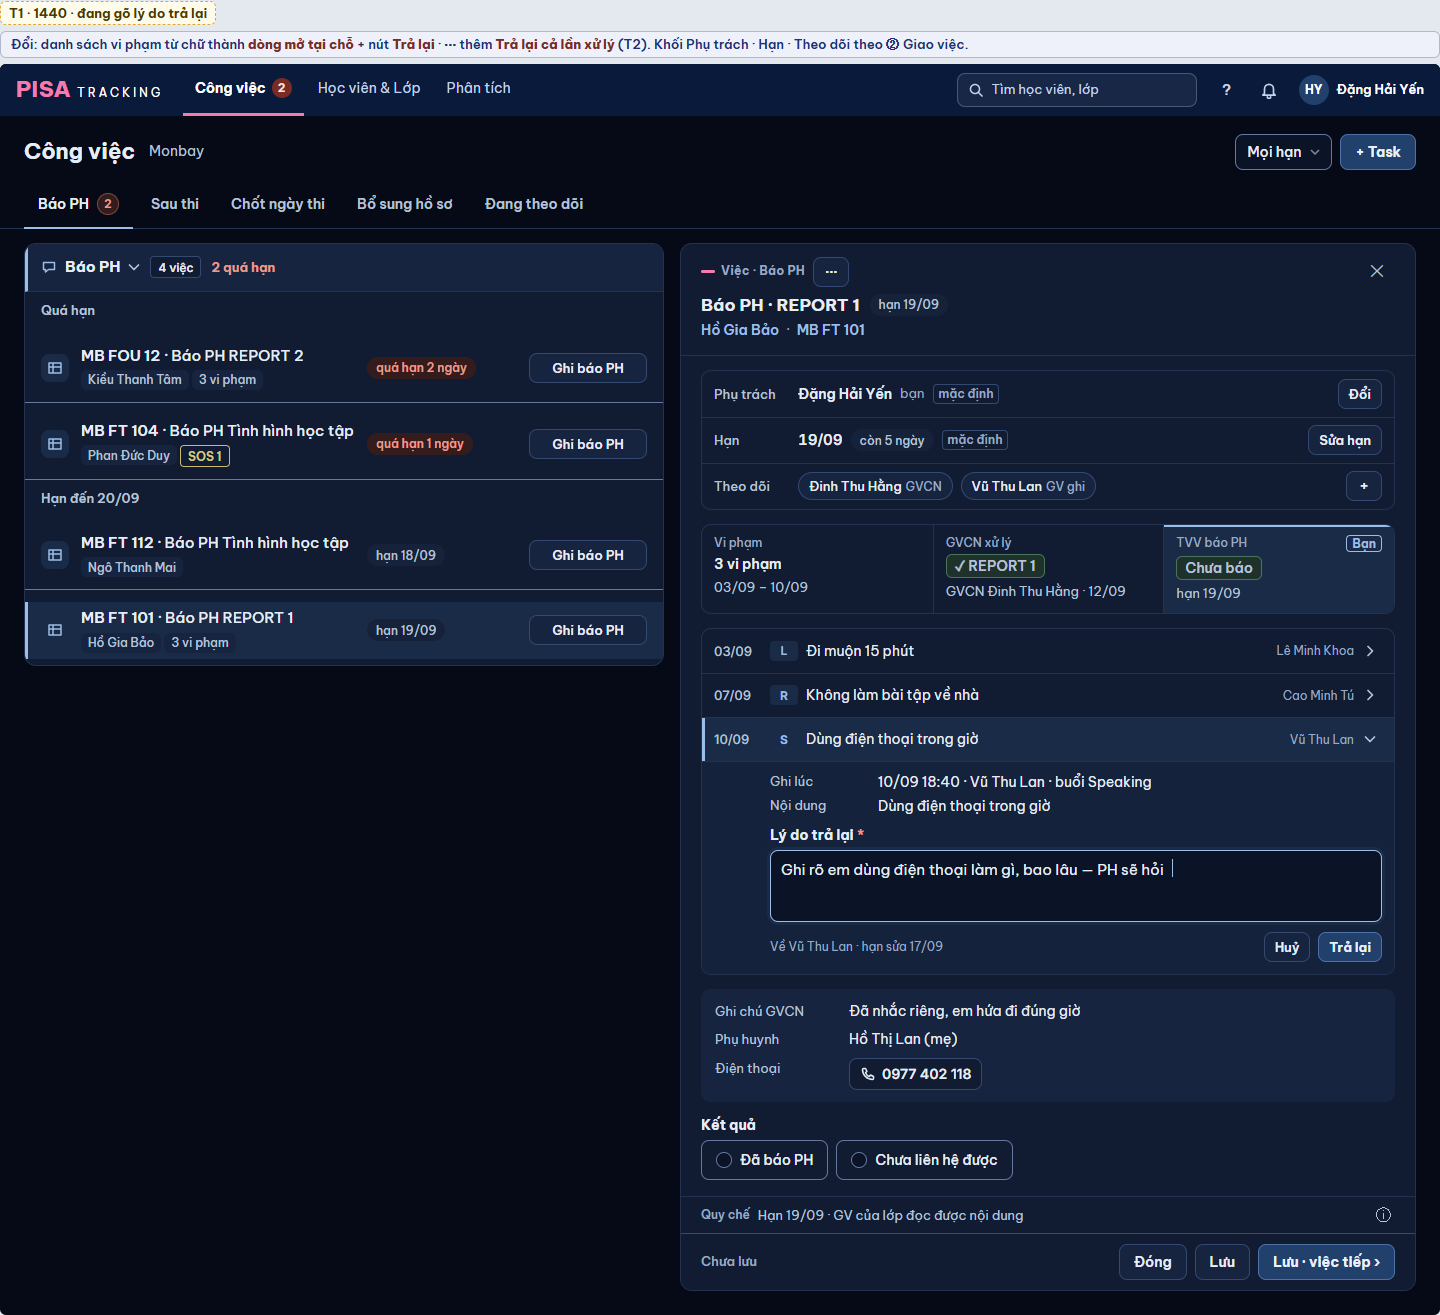 T1 · 1440 · đang gõ lý do trả lại
Đổi: danh sách vi phạm từ chữ thành dòng mở tại chỗ + nút Trả lại · ··· thêm Trả lại cả lần xử lý (T2). Khối Phụ trách · Hạn · Theo dõi theo ② Giao việc.
PISA TRACKING Công việc 2 Học viên & Lớp Phân tích Tìm học viên, lớp ? HY Đặng Hải Yến
Công việc Monbay Mọi hạn + Task
Báo PH 2 Sau thi Chốt ngày thi Bổ sung hồ sơ Đang theo dõi
Báo PH 4 việc 2 quá hạn
Quá hạn
MB FOU 12 · Báo PH REPORT 2
Kiều Thanh Tâm 3 vi phạm
quá hạn 2 ngày
Ghi báo PH
MB FT 104 · Báo PH Tình hình học tập
Phan Đức Duy SOS 1
quá hạn 1 ngày
Ghi báo PH
Hạn đến 20/09
MB FT 112 · Báo PH Tình hình học tập
Ngô Thanh Mai
hạn 18/09
Ghi báo PH
MB FT 101 · Báo PH REPORT 1
Hồ Gia Bảo 3 vi phạm
hạn 19/09
Ghi báo PH
Việc · Báo PH ···
Báo PH · REPORT 1 hạn 19/09
Hồ Gia Bảo · MB FT 101
Phụ trách Đặng Hải Yến bạn mặc định Đổi
Hạn 19/09 còn 5 ngày mặc định Sửa hạn
Theo dõi Đinh Thu Hằng GVCN Vũ Thu Lan GV ghi +
Vi phạm
3 vi phạm
03/09 – 10/09
GVCN xử lý
✓ REPORT 1
GVCN Đinh Thu Hằng · 12/09
TVV báo PH Bạn
Chưa báo
hạn 19/09
03/09 L Đi muộn 15 phút Lê Minh Khoa
07/09 R Không làm bài tập về nhà Cao Minh Tú
10/09 S Dùng điện thoại trong giờ Vũ Thu Lan
Ghi lúc 10/09 18:40 · Vũ Thu Lan · buổi Speaking
Nội dung Dùng điện thoại trong giờ
Lý do trả lại *
Ghi rõ em dùng điện thoại làm gì, bao lâu — PH sẽ hỏi
Về Vũ Thu Lan · hạn sửa 17/09 Huỷ Trả lại
Ghi chú GVCN Đã nhắc riêng, em hứa đi đúng giờ
Phụ huynh Hồ Thị Lan (mẹ)
Điện thoại 0977 402 118
Kết quả
Đã báo PH Chưa liên hệ được
Quy chế Hạn 19/09 · GV của lớp đọc được nội dung
Chưa lưu Đóng Lưu Lưu · việc tiếp ›